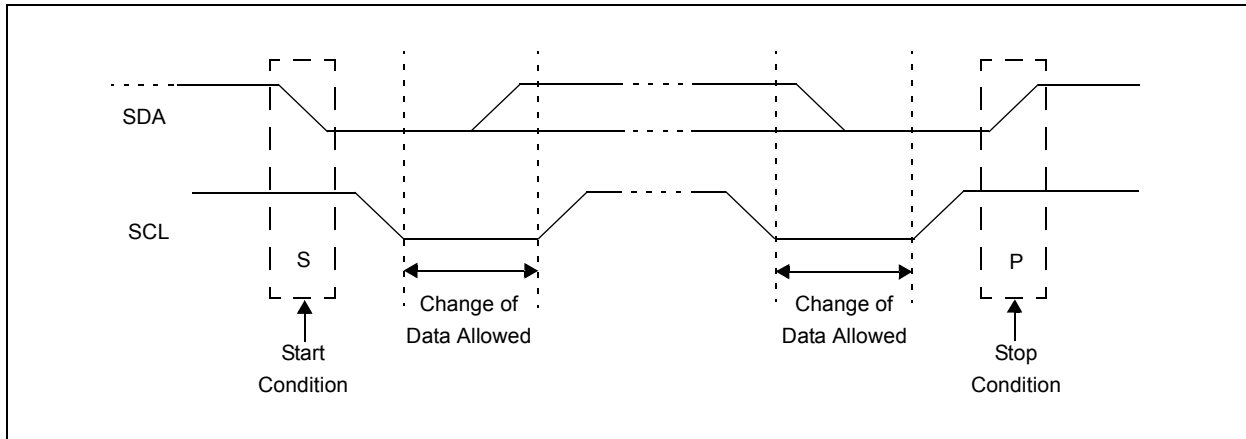 SDA
SCL
S
P
Change of
Data Allowed
Change of
Data Allowed
Start
Condition
Stop
Condition